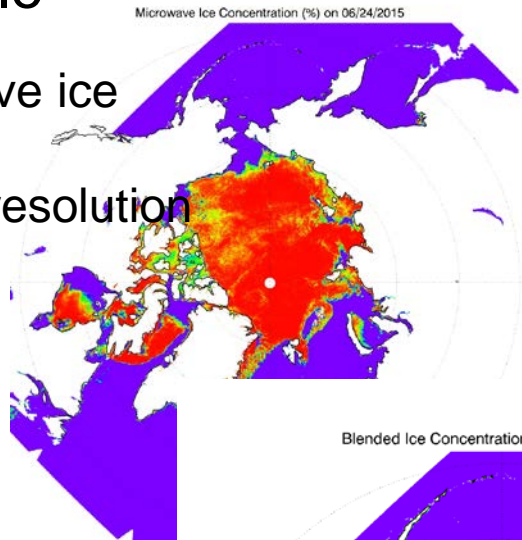 Microwave Ice Concentration (%) on 06/24/2015
ve ice
resolution
Blended Ice Concentration